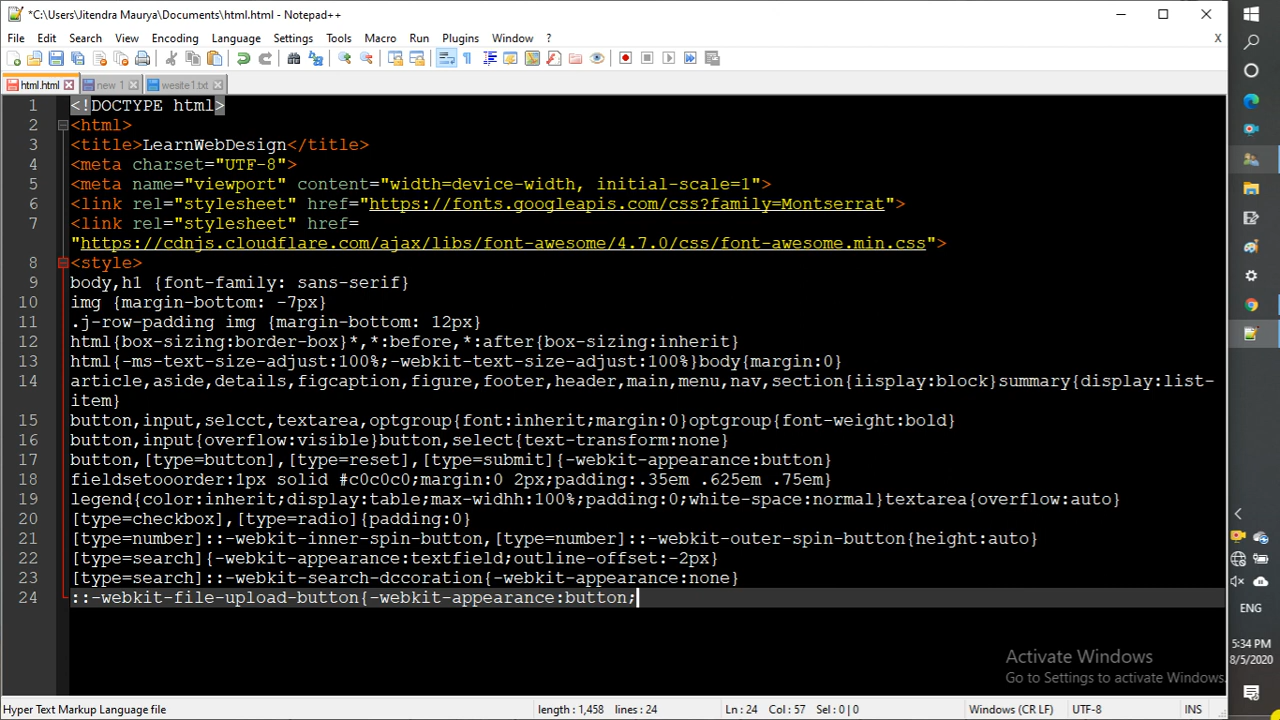 *C:\Users\Jitendra Maurya\Documents\html.html - Notepad++
File Edit Search View Encoding Language Settings Tools Macro Run Plugins Window ? X
html.html new 1 wesite1.txt
1 <!DOCTYPE html>
2 <html>
3 <title>LearnWebDesign</title>
4 <meta charset="UTF-8">
5 <meta name="viewport" content="width=device-width, initial-scale=1">
6 <link rel="stylesheet" href="https://fonts.googleapis.com/css?family=Montserrat">
7 <link rel="stylesheet" href=
"https://cdnjs.cloudflare.com/ajax/libs/font-awesome/4.7.0/css/font-awesome.min.css">
8 <style>
9 body,h1 {font-family: sans-serif}
10 img {margin-bottom: -7px}
11 .j-row-padding img {margin-bottom: 12px}
12 html{box-sizing:border-box}*,*:before,*:after{box-sizing:inherit}
13 html{-ms-text-size-adjust:100%;-webkit-text-size-adjust:100%}body{margin:0}
14 article,aside,details,figcaption,figure,footer,header,main,menu,nav,section{iisplay:block}summary{display:list-
item}
15 button,input,selcct,textarea,optgroup{font:inherit;margin:0}optgroup{font-weight:bold}
16 button,input{overflow:visible}button,select{text-transform:none}
17 button,[type=button],[type=reset],[type=submit]{-webkit-appearance:button}
18 fieldsetooorder:1px solid #c0c0c0;margin:0 2px;padding:.35em .625em .75em}
19 legend{color:inherit;display:table;max-widhh:100%;padding:0;white-space:normal}textarea{overflow:auto}
20 [type=checkbox],[type=radio]{padding:0}
21 [type=number]::-webkit-inner-spin-button,[type=number]::-webkit-outer-spin-button{height:auto}
22 [type=search]{-webkit-appearance:textfield;outline-offset:-2px}
23 [type=search]::-webkit-search-dccoration{-webkit-appearance:none}
24 ::-webkit-file-upload-button{-webkit-appearance:button;
Activate Windows
Go to Settings to activate Windows.
Hyper Text Markup Language file length : 1,458 lines : 24 Ln : 24 Col : 57 Sel : 0 | 0 Windows (CR LF) UTF-8 INS
ENG
5:34 PM
8/5/2020